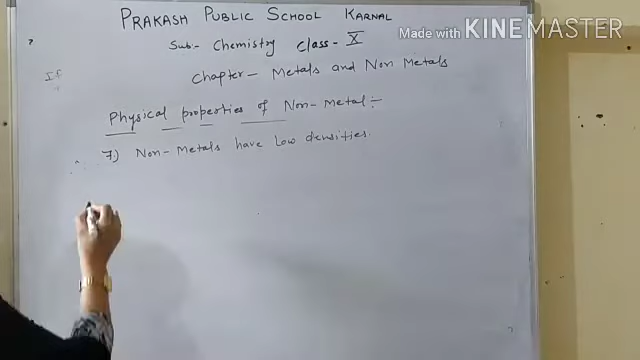 PRAKASH PUBLIC SCHOOL KARNAL
Made with KINEMASTER
Sub:- Chemistry Class - X
Chapter - Metals and Non Metals
Physical properties of Non-Metal :-
7) Non-Metals have Low densities.